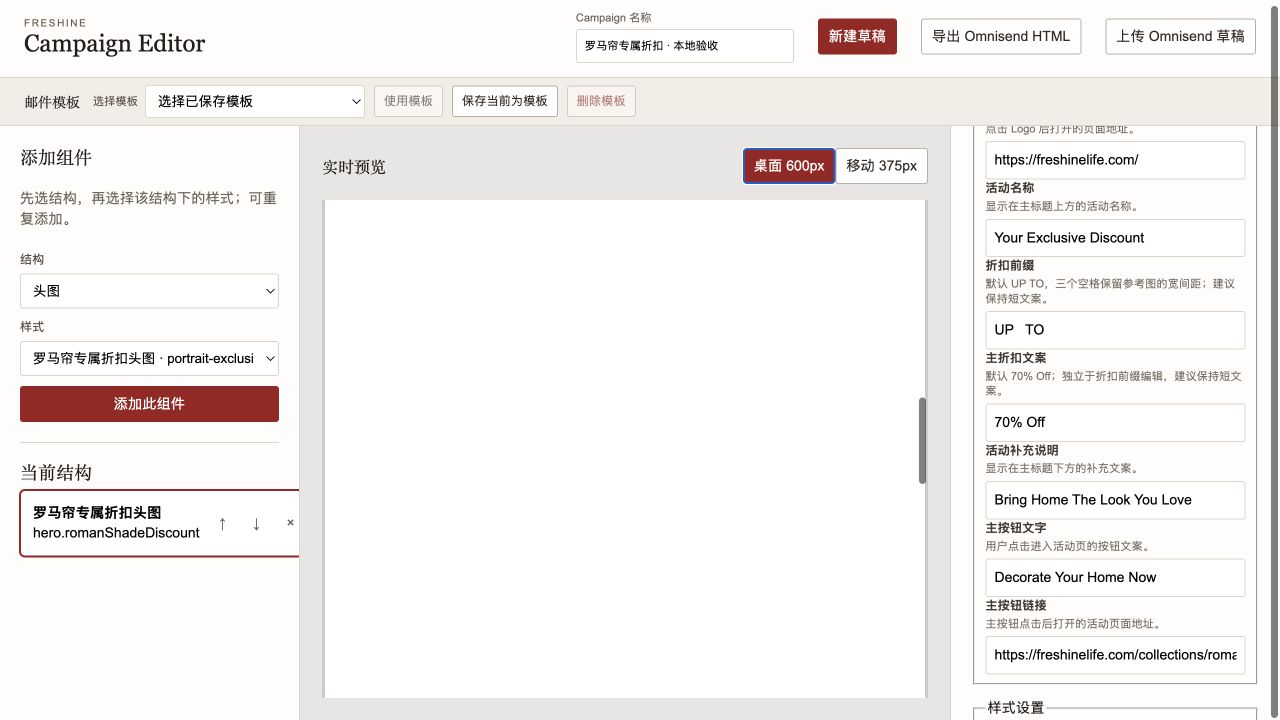 FRESHINE
Campaign Editor
Campaign 名称
罗马帘专属折扣 · 本地验收
新建草稿
导出 Omnisend HTML
上传 Omnisend 草稿
邮件模板
选择模板
选择已保存模板
使用模板
保存当前为模板
删除模板
添加组件
先选结构，再选择该结构下的样式；可重
复添加。
结构
头图
样式
罗马帘专属折扣头图 · portrait-exclusi
添加此组件
当前结构
罗马帘专属折扣头图
hero.romanShadeDiscount
↑
↓
×
实时预览
桌面 600px
移动 375px
点击 Logo 后打开的页面地址。
https://freshinelife.com/
活动名称
显示在主标题上方的活动名称。
Your Exclusive Discount
折扣前缀
默认 UP TO，三个空格保留参考图的宽间距；建议
保持短文案。
UP   TO
主折扣文案
默认 70% Off；独立于折扣前缀编辑，建议保持短文
案。
70% Off
活动补充说明
显示在主标题下方的补充文案。
Bring Home The Look You Love
主按钮文字
用户点击进入活动页的按钮文案。
Decorate Your Home Now
主按钮链接
主按钮点击后打开的活动页面地址。
https://freshinelife.com/collections/roma
样式设置